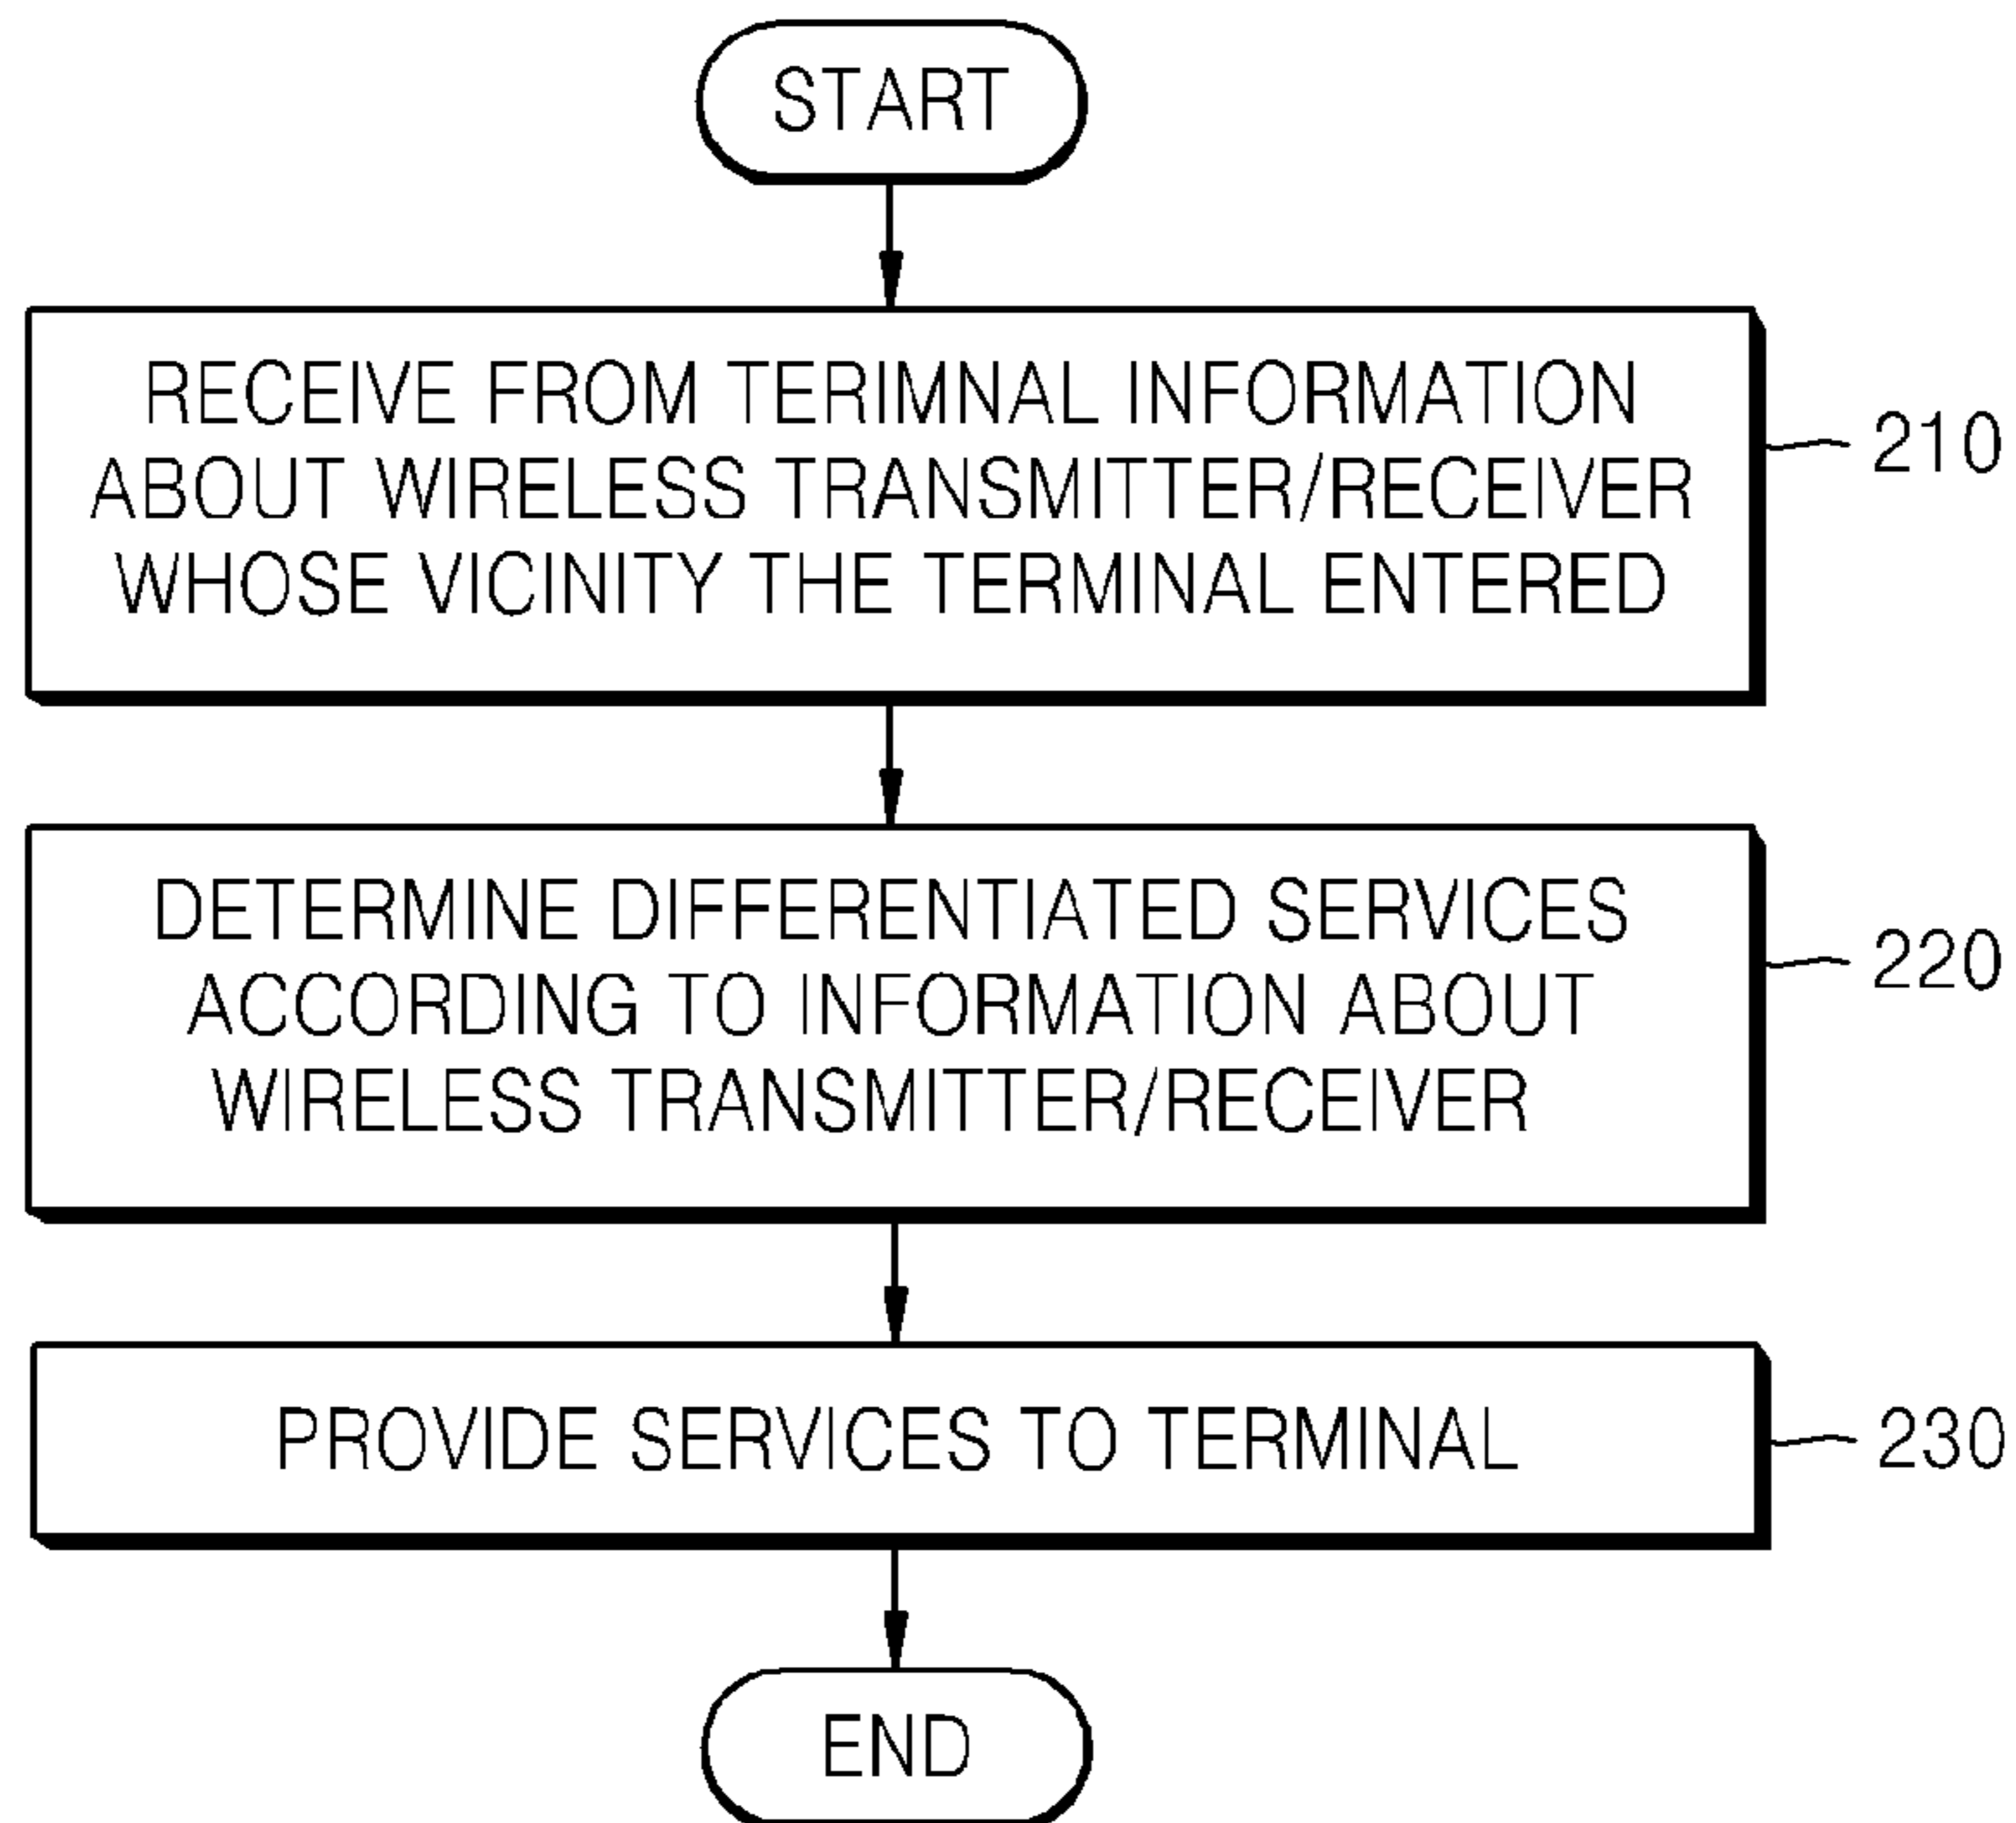 START
RECEIVE FROM TERIMNAL INFORMATION
ABOUT WIRELESS TRANSMITTER/RECEIVER
WHOSE VICINITY THE TERMINAL ENTERED
210
DETERMINE DIFFERENTIATED SERVICES
ACCORDING TO INFORMATION ABOUT
WIRELESS TRANSMITTER/RECEIVER
220
PROVIDE SERVICES TO TERMINAL
230
END